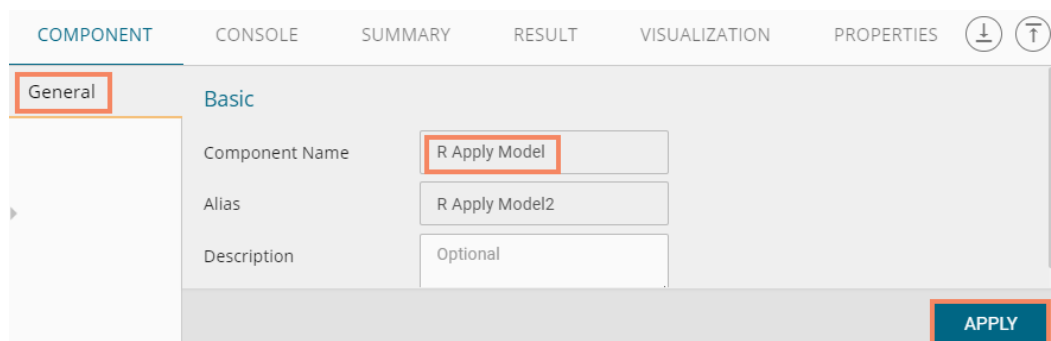 COMPONENT CONSOLE SUMMARY RESULT VISUALIZATION PROPERTIES
General
Basic
Component Name R Apply Model
Alias R Apply Model2
Description Optional
APPLY